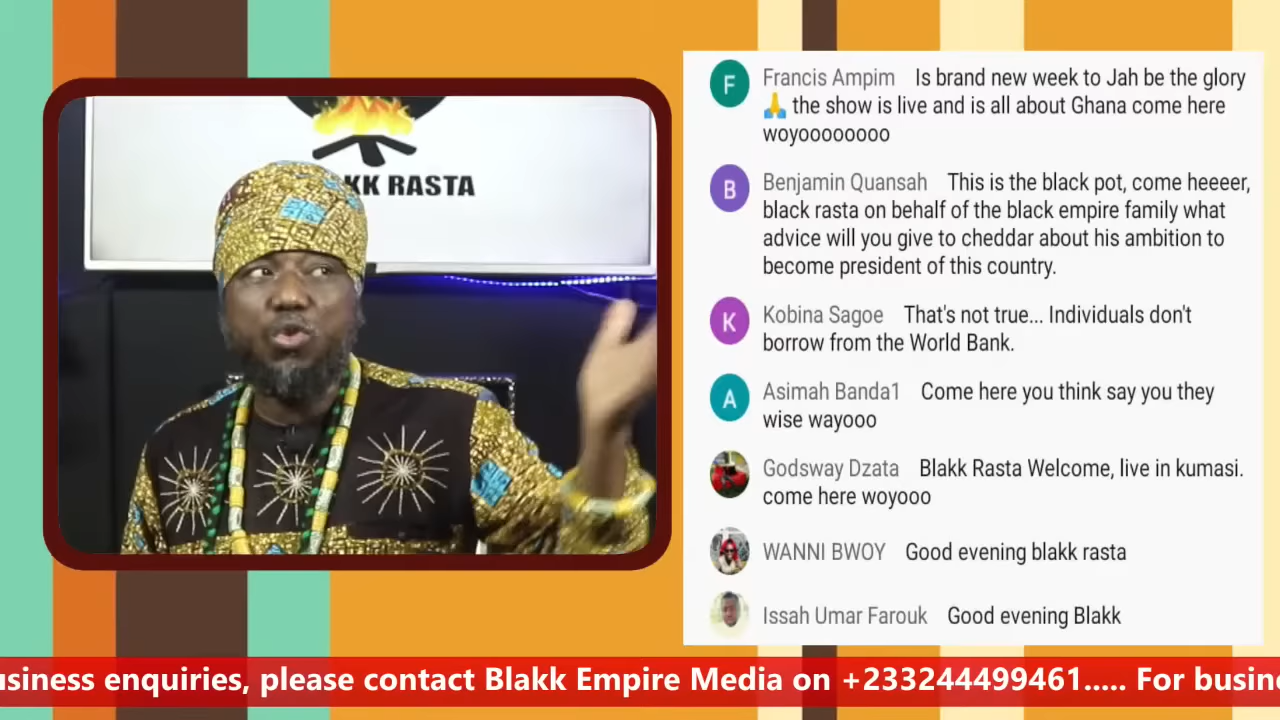 KK RASTA
F
Francis Ampim Is brand new week to Jah be the glory
🙏 the show is live and is all about Ghana come here
woyoooooooo
B
Benjamin Quansah This is the black pot, come heeeer,
black rasta on behalf of the black empire family what
advice will you give to cheddar about his ambition to
become president of this country.
K
Kobina Sagoe That's not true... Individuals don't
borrow from the World Bank.
A
Asimah Banda1 Come here you think say you they
wise wayooo
Godsway Dzata Blakk Rasta Welcome, live in kumasi.
come here woyooo
WANNI BWOY Good evening blakk rasta
Issah Umar Farouk Good evening Blakk
usiness enquiries, please contact Blakk Empire Media on +233244499461..... For busin